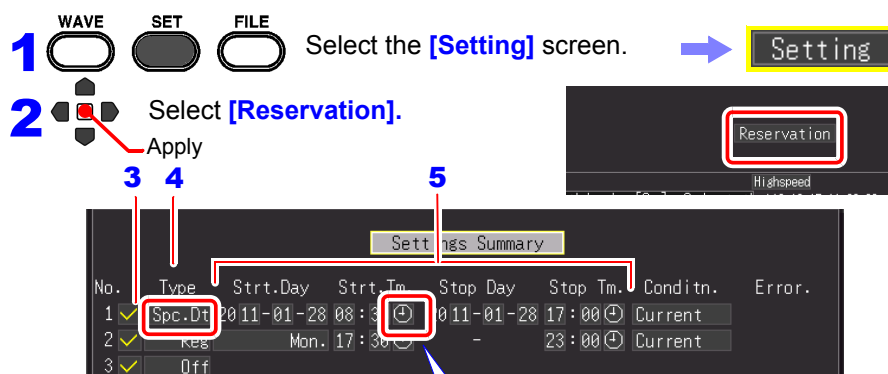 WAVE SET FILE
1 Select the [Setting] screen. Setting
2 Select [Reservation].
Apply
Reservation
Highspeed
3 4 5
Settings Summary
No. Type Strt.Day Strt.Tm. Stop Day Stop Tm. Conditn. Error.
1 Spc.Dt 2011-01-28 08:3 2011-01-28 17:00 Current
2 Reg Mon. 17:30 - 23:00 Current
3 Off